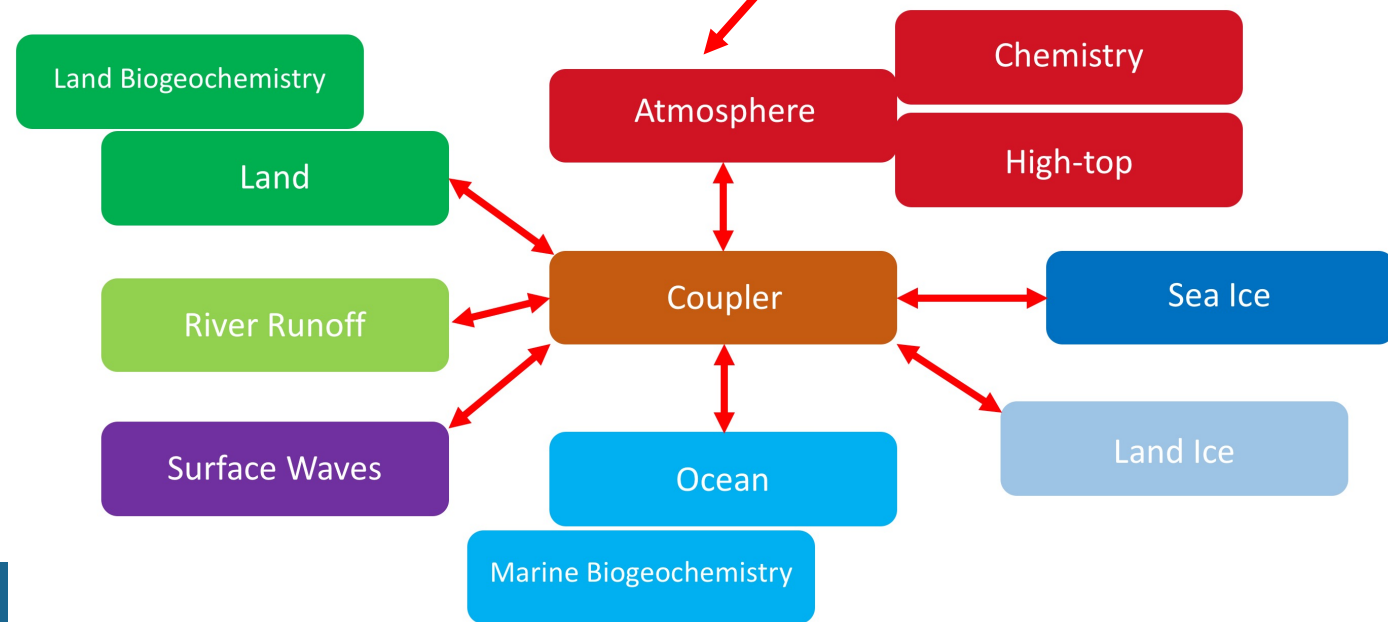 Chemistry
Land Biogeochemistry
Atmosphere
High-top
Land
Coupler
Sea Ice
River Runoff
Land Ice
Surface Waves
Ocean
Marine Biogeochemistry